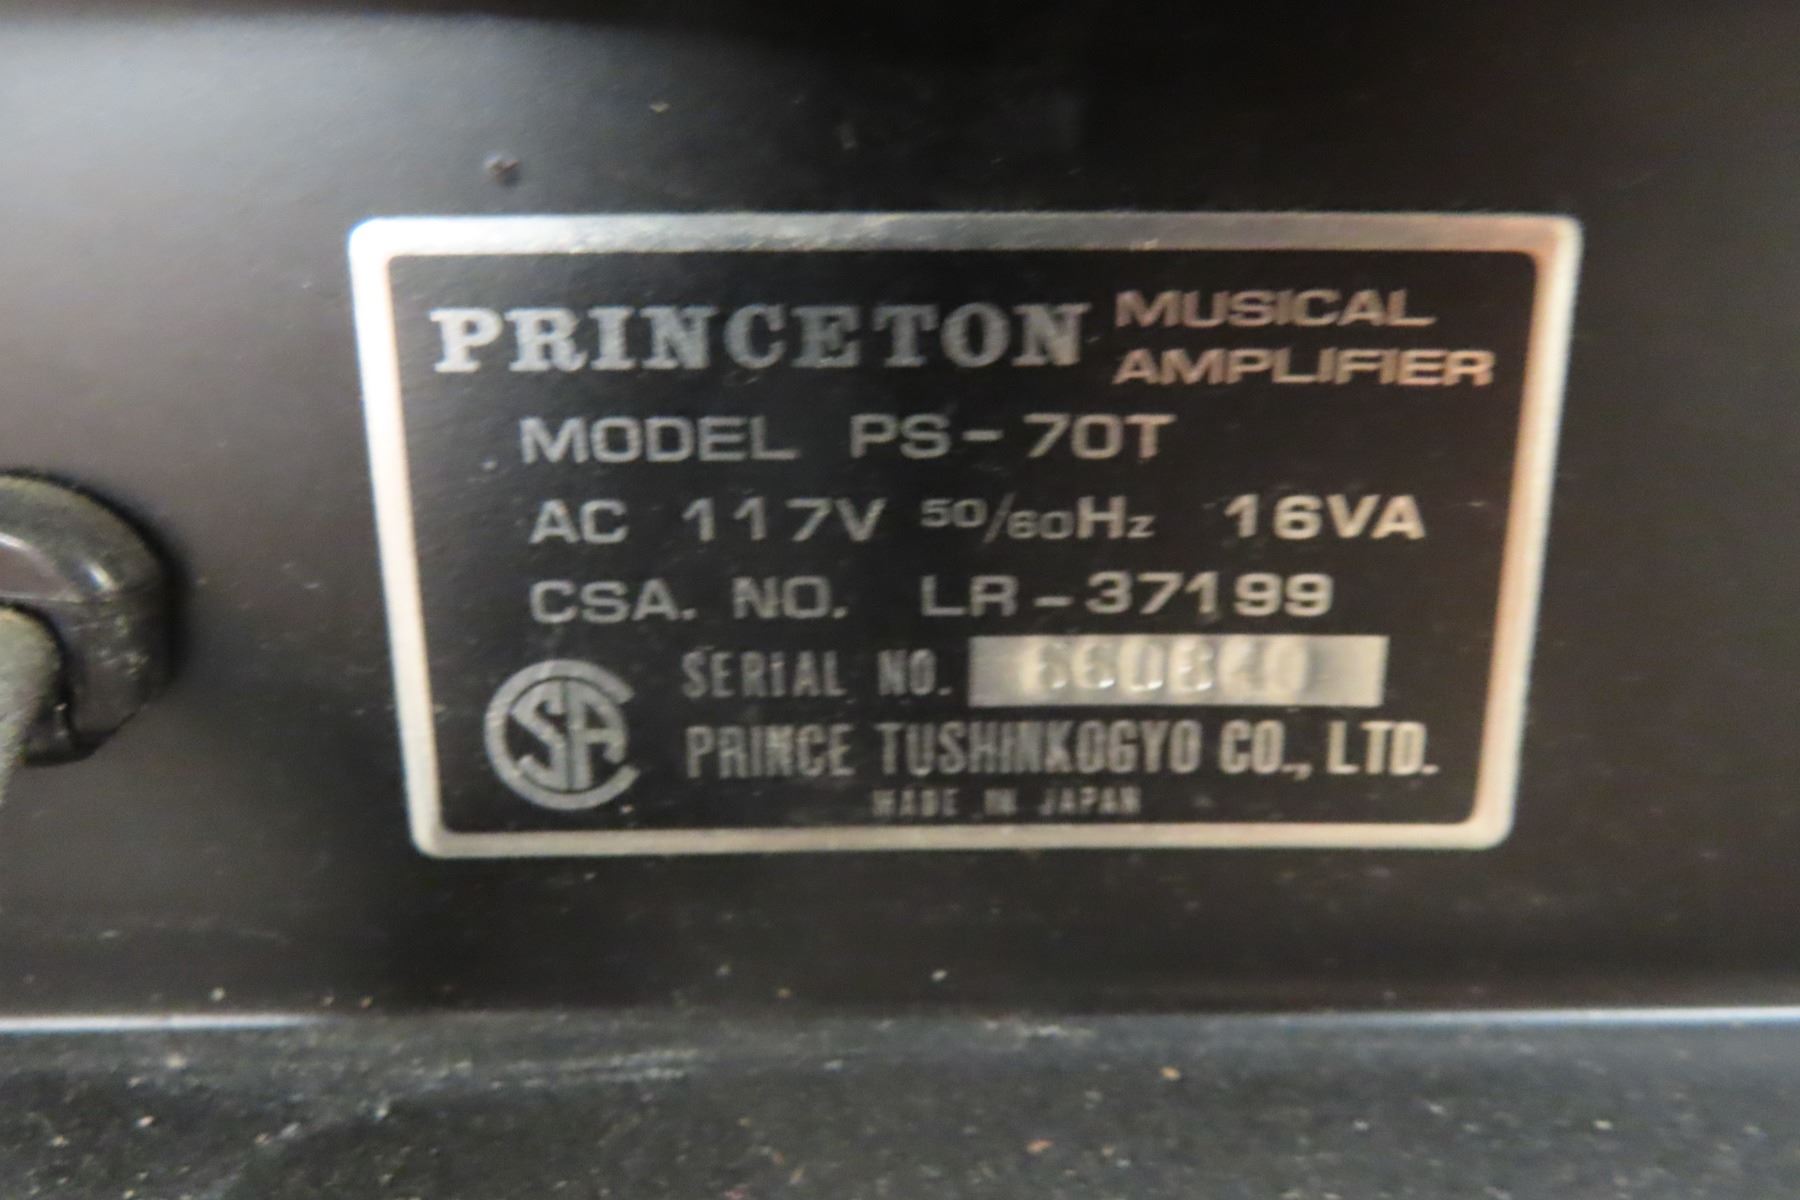 PRINCETON MUSICAL AMPLIFIER
MODEL PS-70T
AC 117V 50/60Hz 16VA
CSA. NO. LR-37199
SERIAL NO.
CSA
PRINCE TUSHINKOGYO CO., LTD.
MADE IN JAPAN